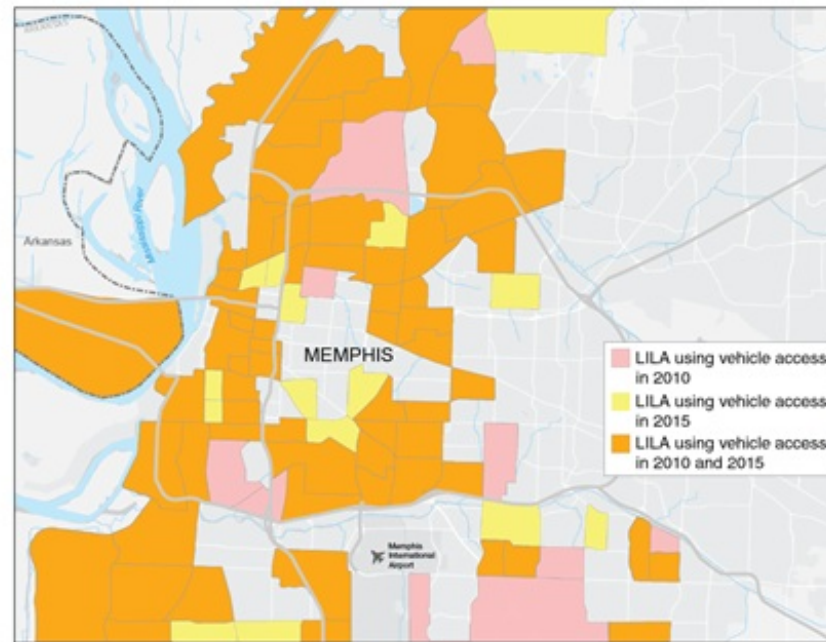 ARKANSAS
Mississippi River
Arkansas
MEMPHIS
LILA using vehicle access
in 2010
LILA using vehicle access
in 2015
LILA using vehicle access
in 2010 and 2015
Memphis
International
Airport